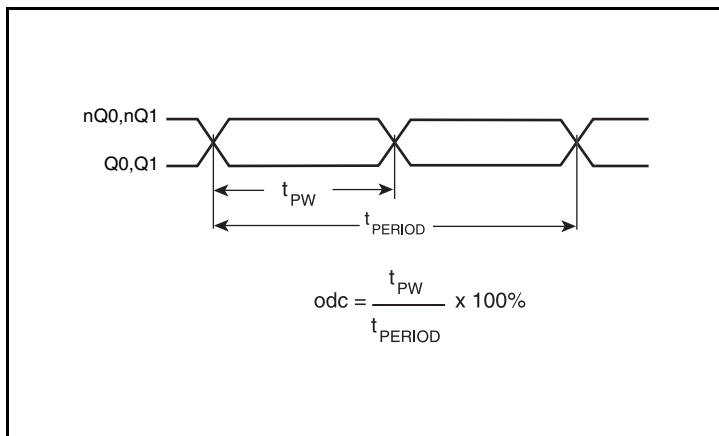 nQ0,nQ1
Q0,Q1
tPW
tPERIOD
odc = tPW / tPERIOD x 100%